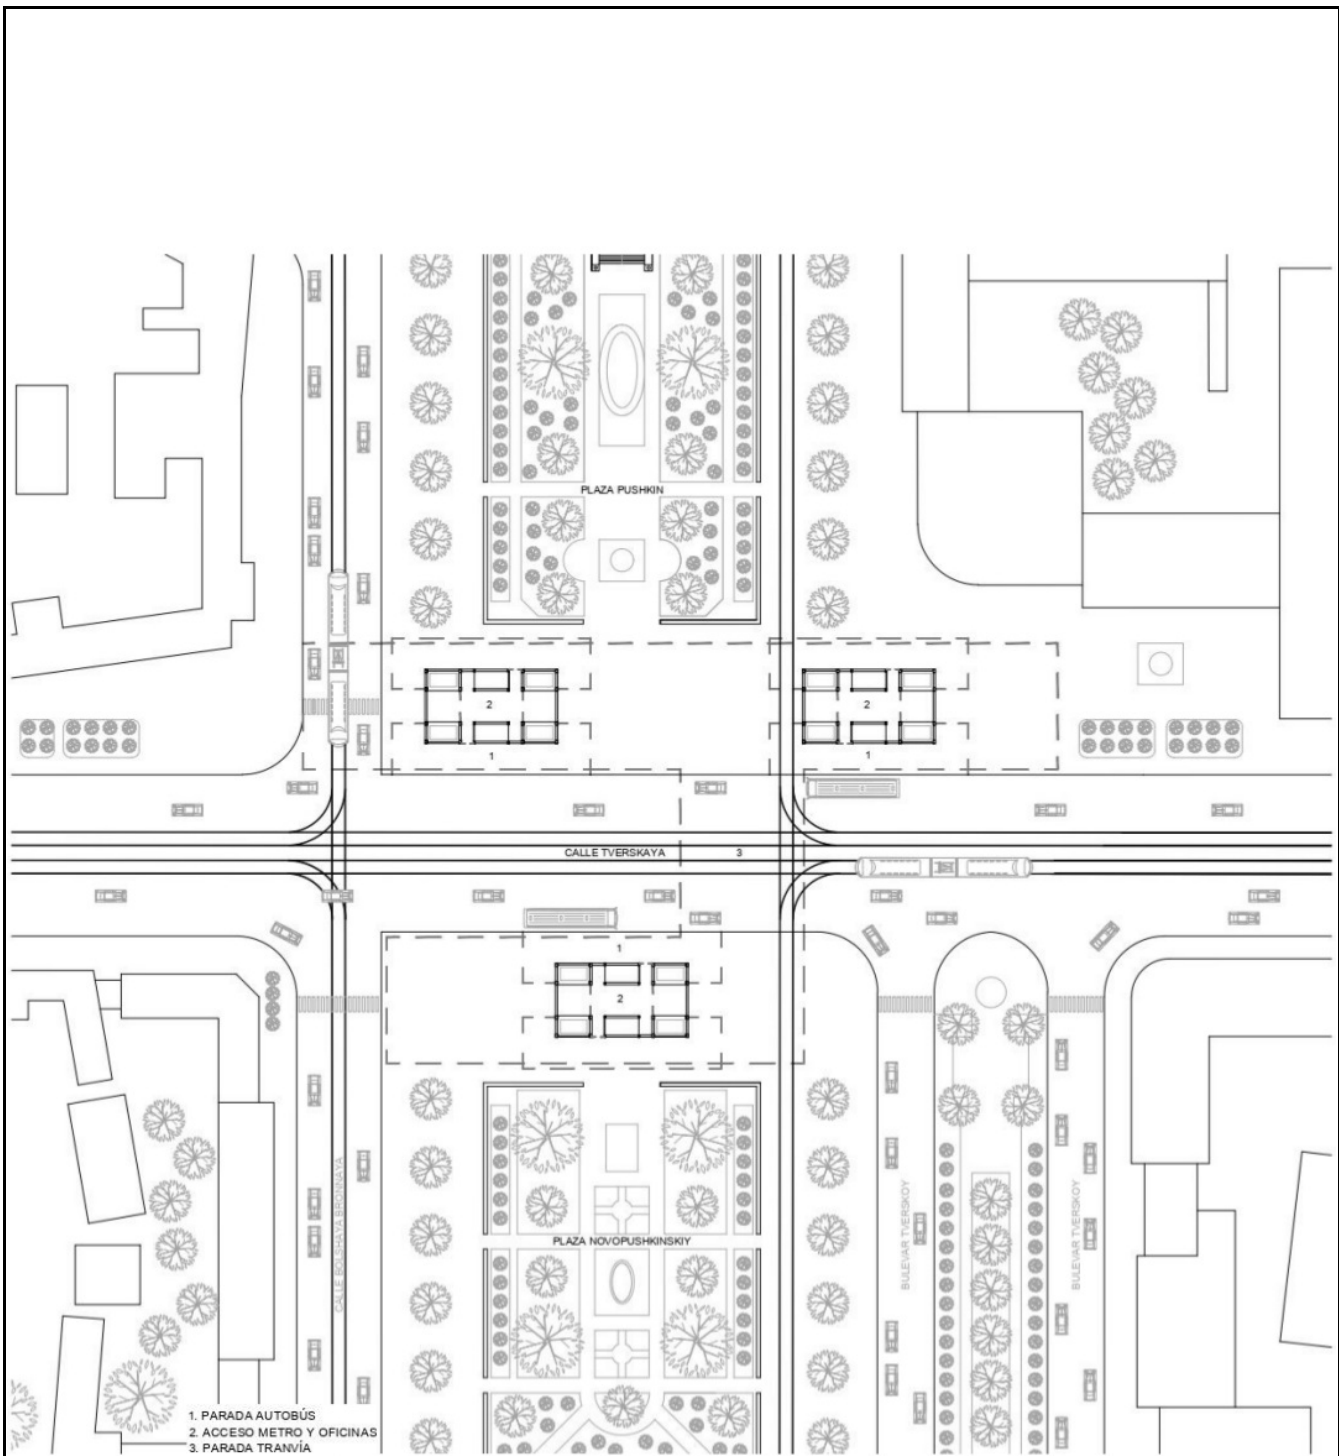 PLAZA PUSHKIN
2
2
1
1
CALLE TVERSKAYA
3
1
2
PLAZA NOVOPUSHKINSKIY
CALLE BOLSHAYA BRONNAYA
BULEVAR TVERSKOY
BULEVAR TVERSKOY
1. PARADA AUTOBÚS
2. ACCESO METRO Y OFICINAS
3. PARADA TRANVÍA